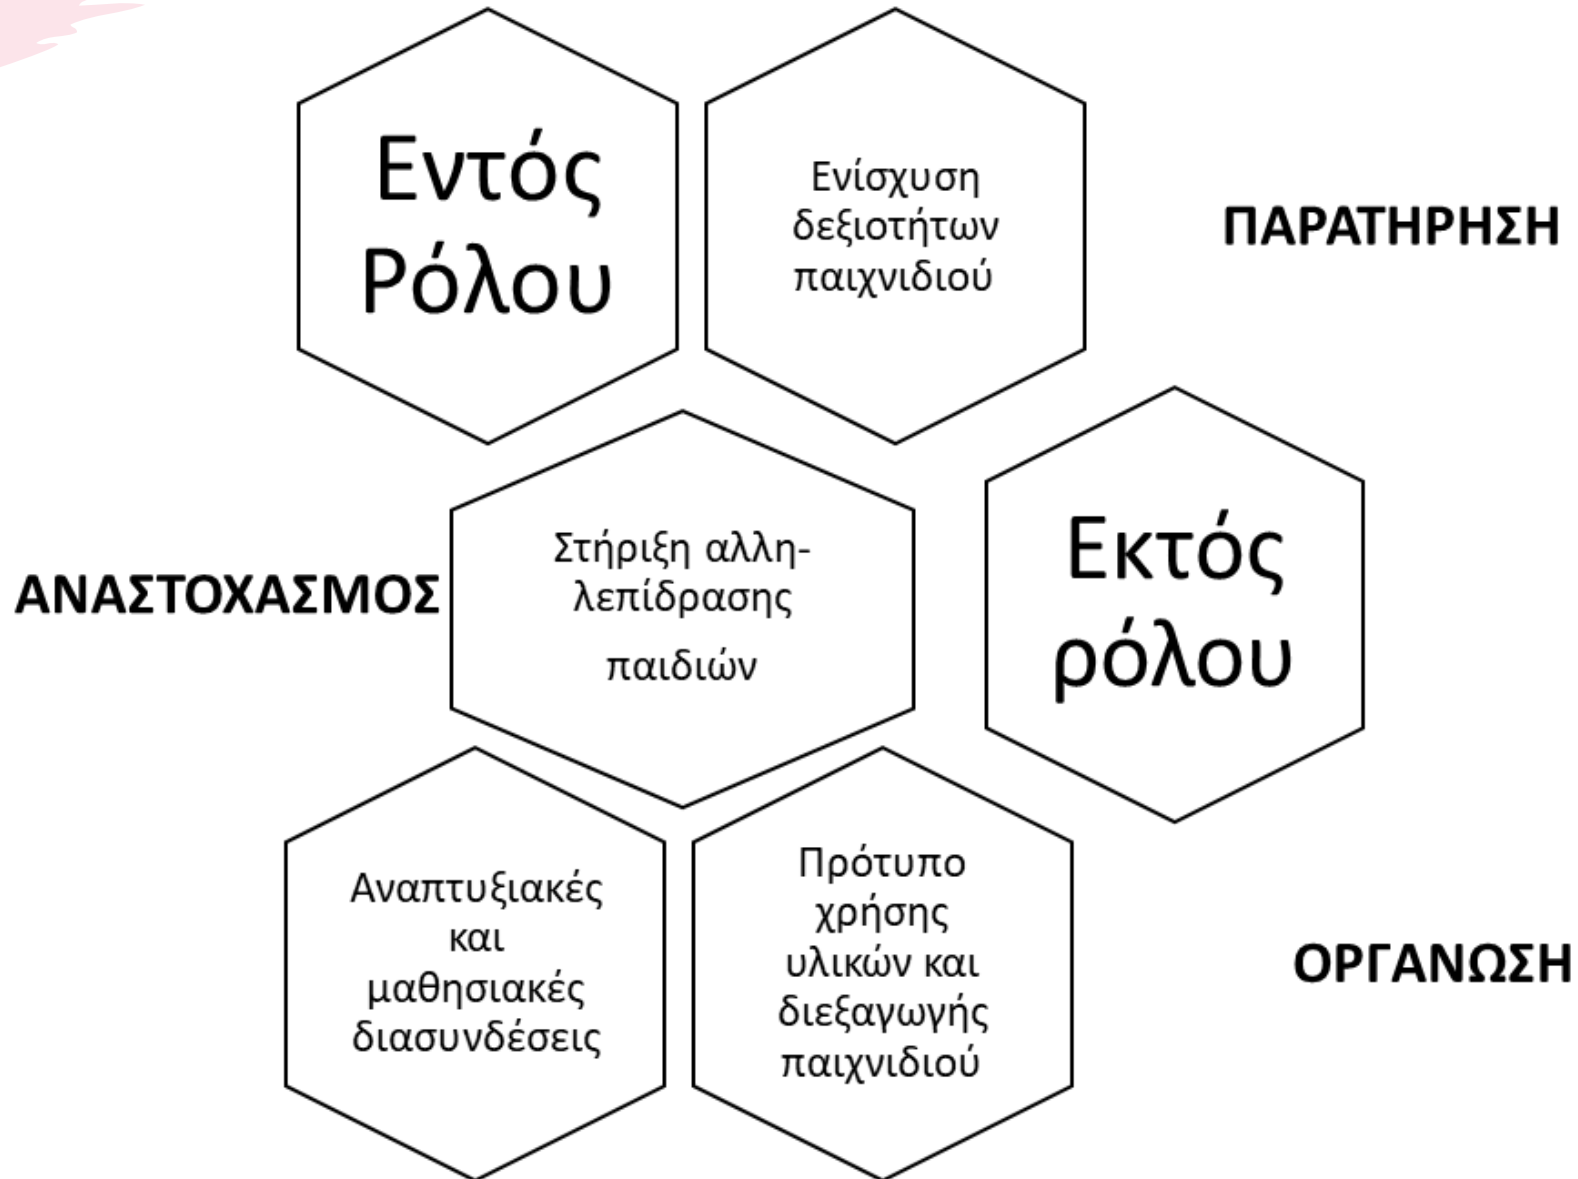 Εντός
Ρόλου
Ενίσχυση
δεξιοτήτων
παιχνιδιού
ΠΑΡΑΤΗΡΗΣΗ
ΑΝΑΣΤΟΧΑΣΜΟΣ
Στήριξη αλλη-
λεπίδρασης
παιδιών
Εκτός
ρόλου
Αναπτυξιακές
και
μαθησιακές
διασυνδέσεις
Πρότυπο
χρήσης
υλικών και
διεξαγωγής
παιχνιδιού
ΟΡΓΑΝΩΣΗ